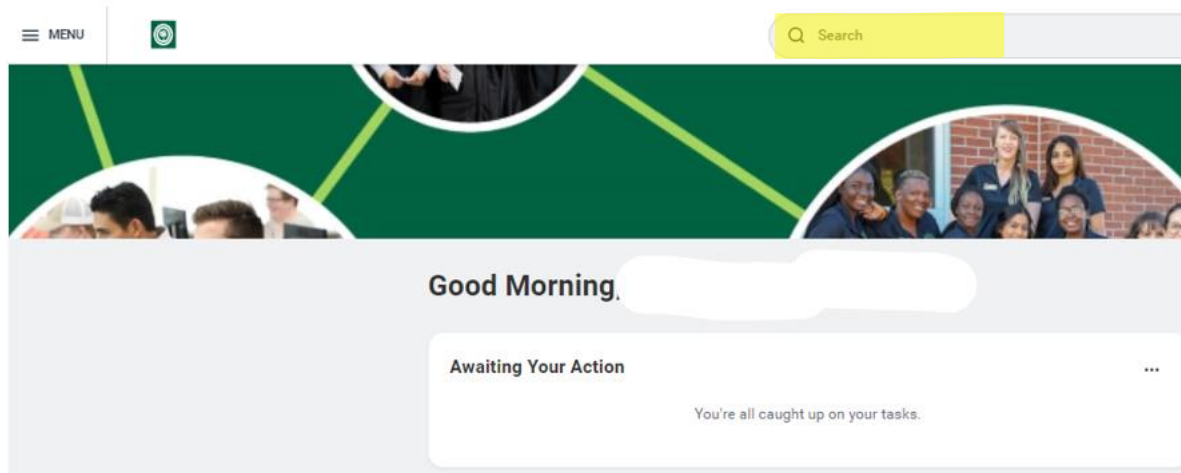 MENU
Search
Good Morning,
Awaiting Your Action
...
You're all caught up on your tasks.